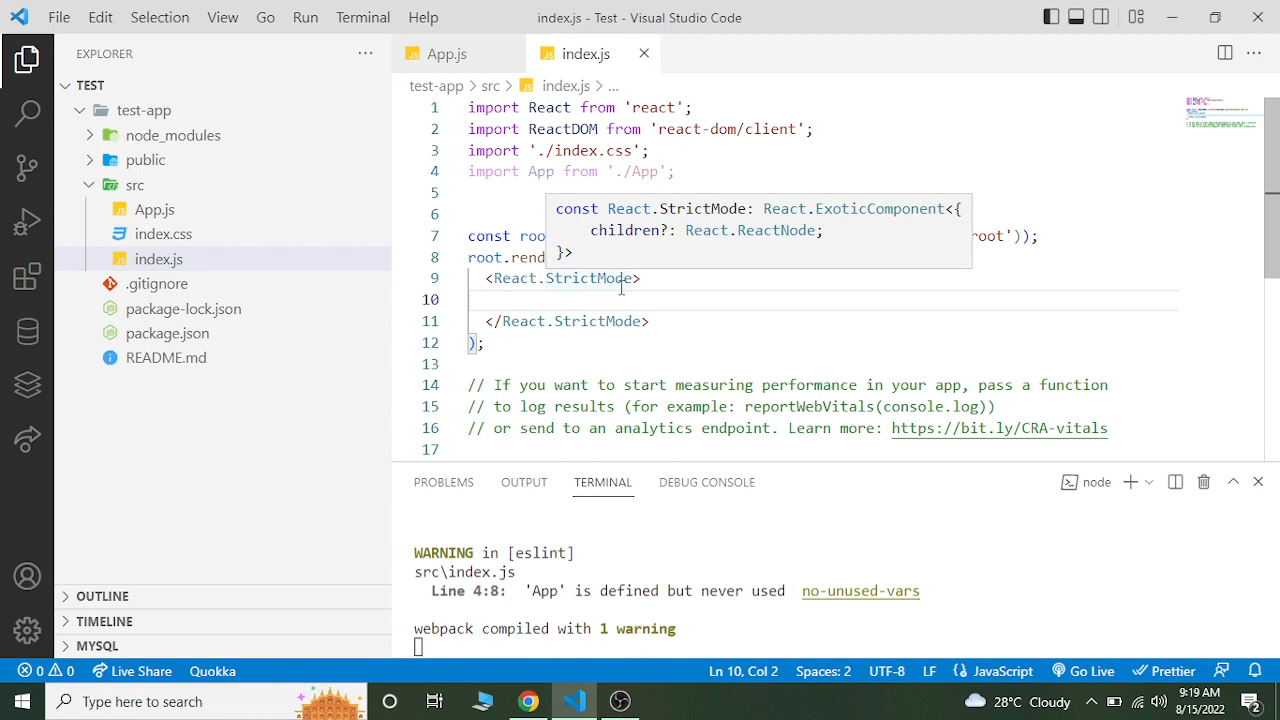 File Edit Selection View Go Run Terminal Help index.js - Test - Visual Studio Code
EXPLORER
TEST
test-app
node_modules
public
src
App.js
index.css
index.js
.gitignore
package-lock.json
package.json
README.md
OUTLINE
TIMELINE
MYSQL
JS App.js JS index.js
test-app > src > JS index.js > ...
1 import React from 'react';
2 import ReactDOM from 'react-dom/client';
3 import './index.css';
4 import App from './App';
5
6
const React.StrictMode: React.ExoticComponent<{
children?: React.ReactNode;
}>
7 const roo oot'));
8 root.rend
9 <React.StrictMode>
10
11 </React.StrictMode>
12 );
13
14 // If you want to start measuring performance in your app, pass a function
15 // to log results (for example: reportWebVitals(console.log))
16 // or send to an analytics endpoint. Learn more: https://bit.ly/CRA-vitals
17
PROBLEMS OUTPUT TERMINAL DEBUG CONSOLE node
WARNING in [eslint]
src\index.js
Line 4:8: 'App' is defined but never used no-unused-vars
webpack compiled with 1 warning
0 0 Live Share Quokka Ln 10, Col 2 Spaces: 2 UTF-8 LF JavaScript Go Live Prettier
Type here to search 28°C Cloudy 9:19 AM
8/15/2022 2